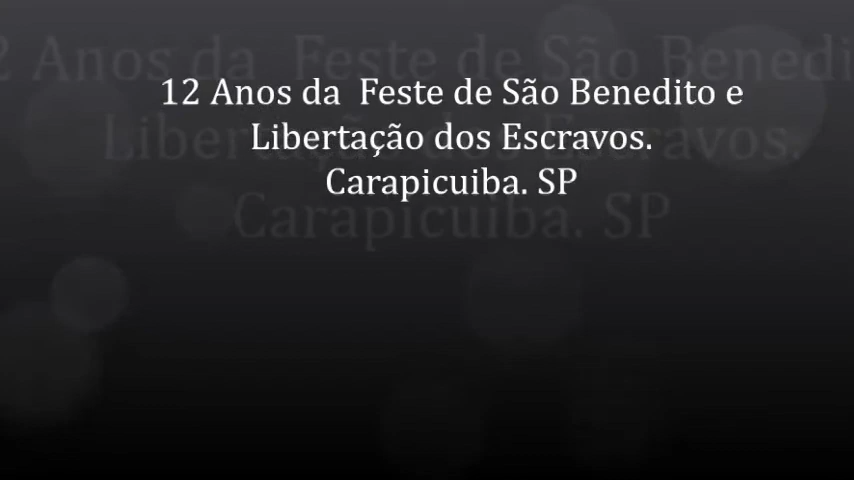 12 Anos da  Feste de São Benedito e
Libertação dos Escravos.
Carapicuiba. SP